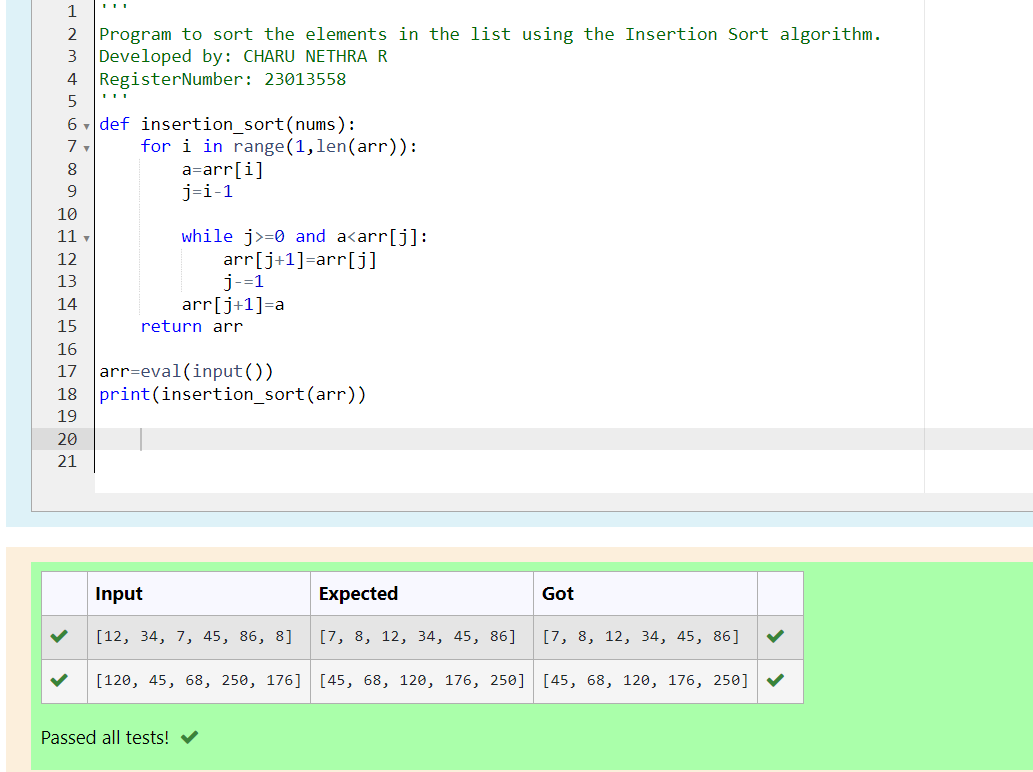 1 '''
2 Program to sort the elements in the list using the Insertion Sort algorithm.
3 Developed by: CHARU NETHRA R
4 RegisterNumber: 23013558
5 '''
6 def insertion_sort(nums):
7     for i in range(1,len(arr)):
8         a=arr[i]
9         j=i-1
10
11         while j>=0 and a<arr[j]:
12             arr[j+1]=arr[j]
13             j-=1
14         arr[j+1]=a
15     return arr
16
17 arr=eval(input())
18 print(insertion_sort(arr))
19
20
21
Input Expected Got
[12, 34, 7, 45, 86, 8] [7, 8, 12, 34, 45, 86] [7, 8, 12, 34, 45, 86]
[120, 45, 68, 250, 176] [45, 68, 120, 176, 250] [45, 68, 120, 176, 250]
Passed all tests!